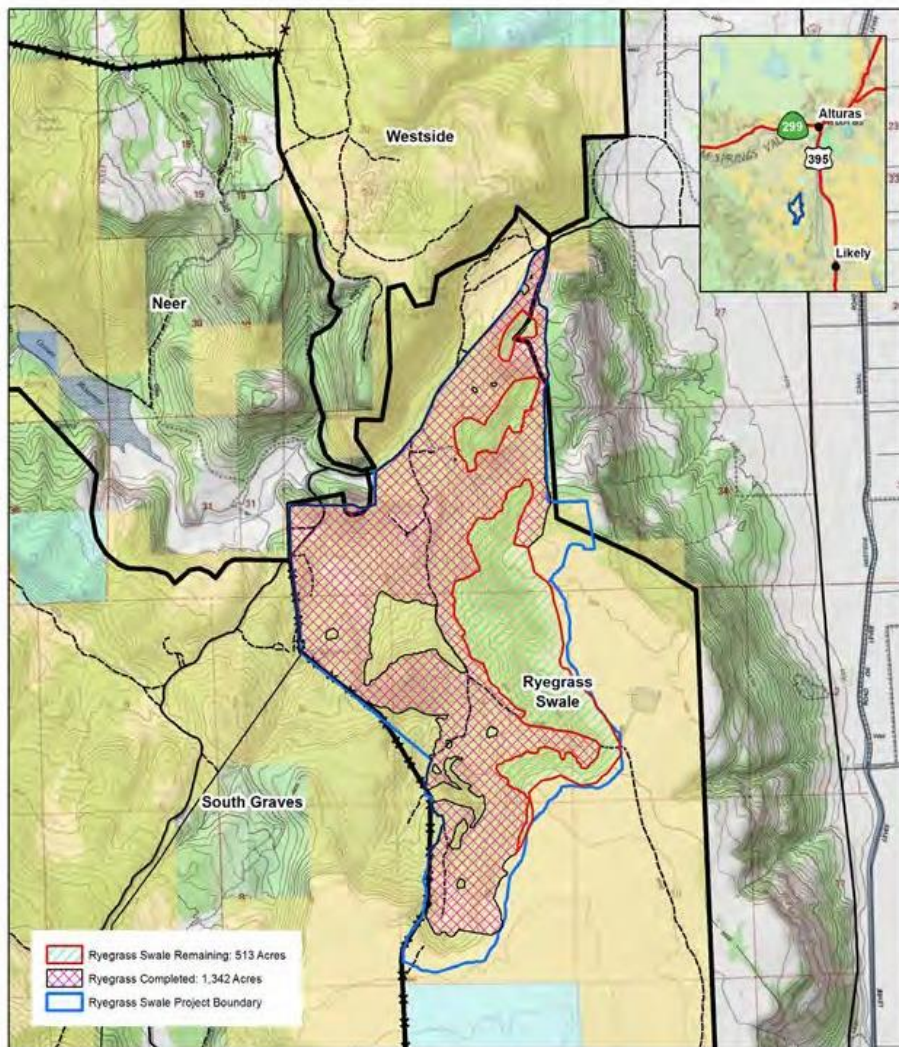 Westside
299
Alturas
395
Likely
Neer
Ryegrass
Swale
South Graves
Ryegrass Swale Remaining: 513 Acres
Ryegrass Completed: 1,342 Acres
Ryegrass Swale Project Boundary